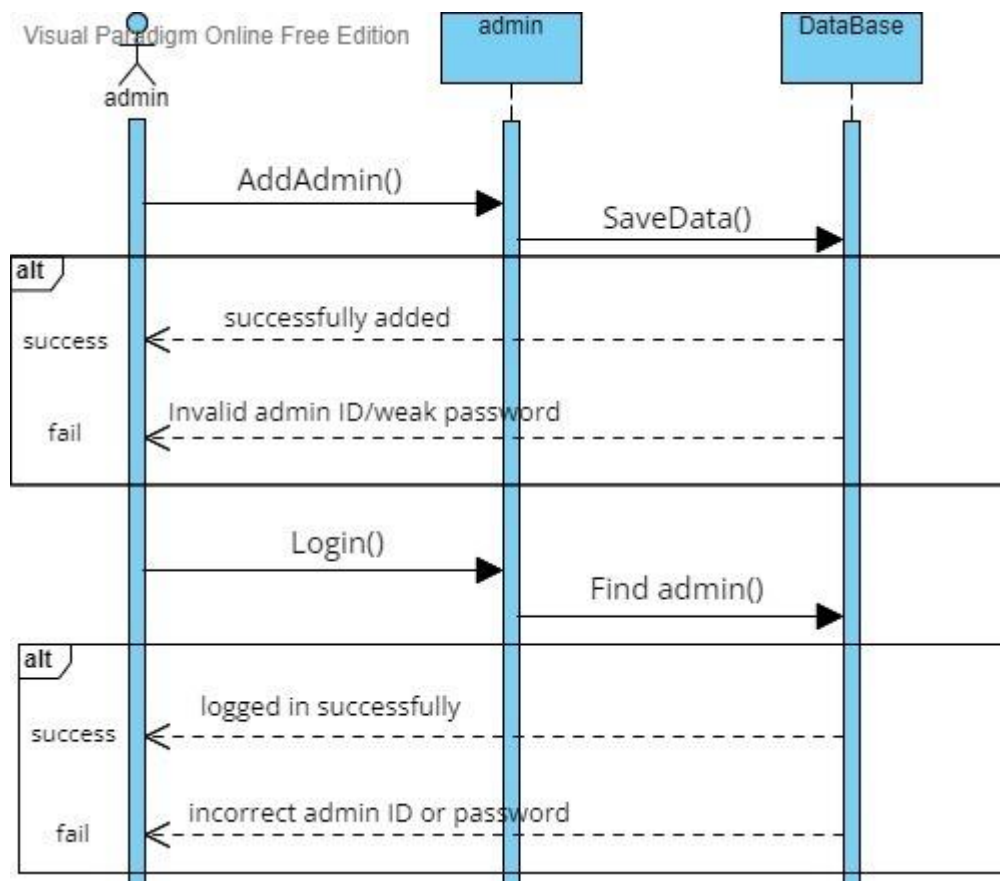 Visual Paradigm Online Free Edition
admin
admin
DataBase
AddAdmin()
SaveData()
alt
successfully added
success
Invalid admin ID/weak password
fail
Login()
Find admin()
alt
logged in successfully
success
incorrect admin ID or password
fail